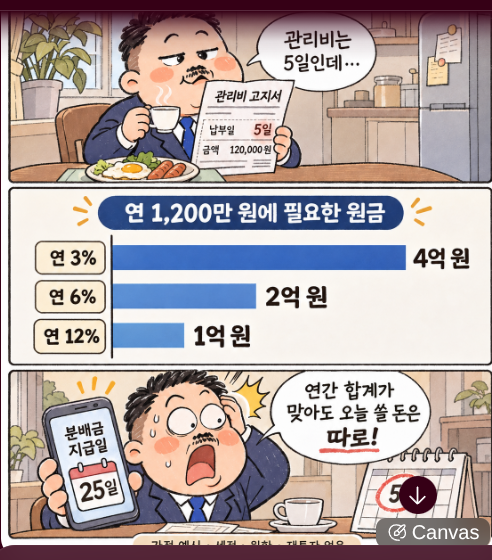 관리비는
5일인데...
관리비 고지서
납부일 5일
금액 120,000원
연 1,200만 원에 필요한 원금
연 3% 4억 원
연 6% 2억 원
연 12% 1억 원
연간 합계가
맞아도 오늘 쓸 돈은
따로!
분배금
지급일
25일
5
Canvas